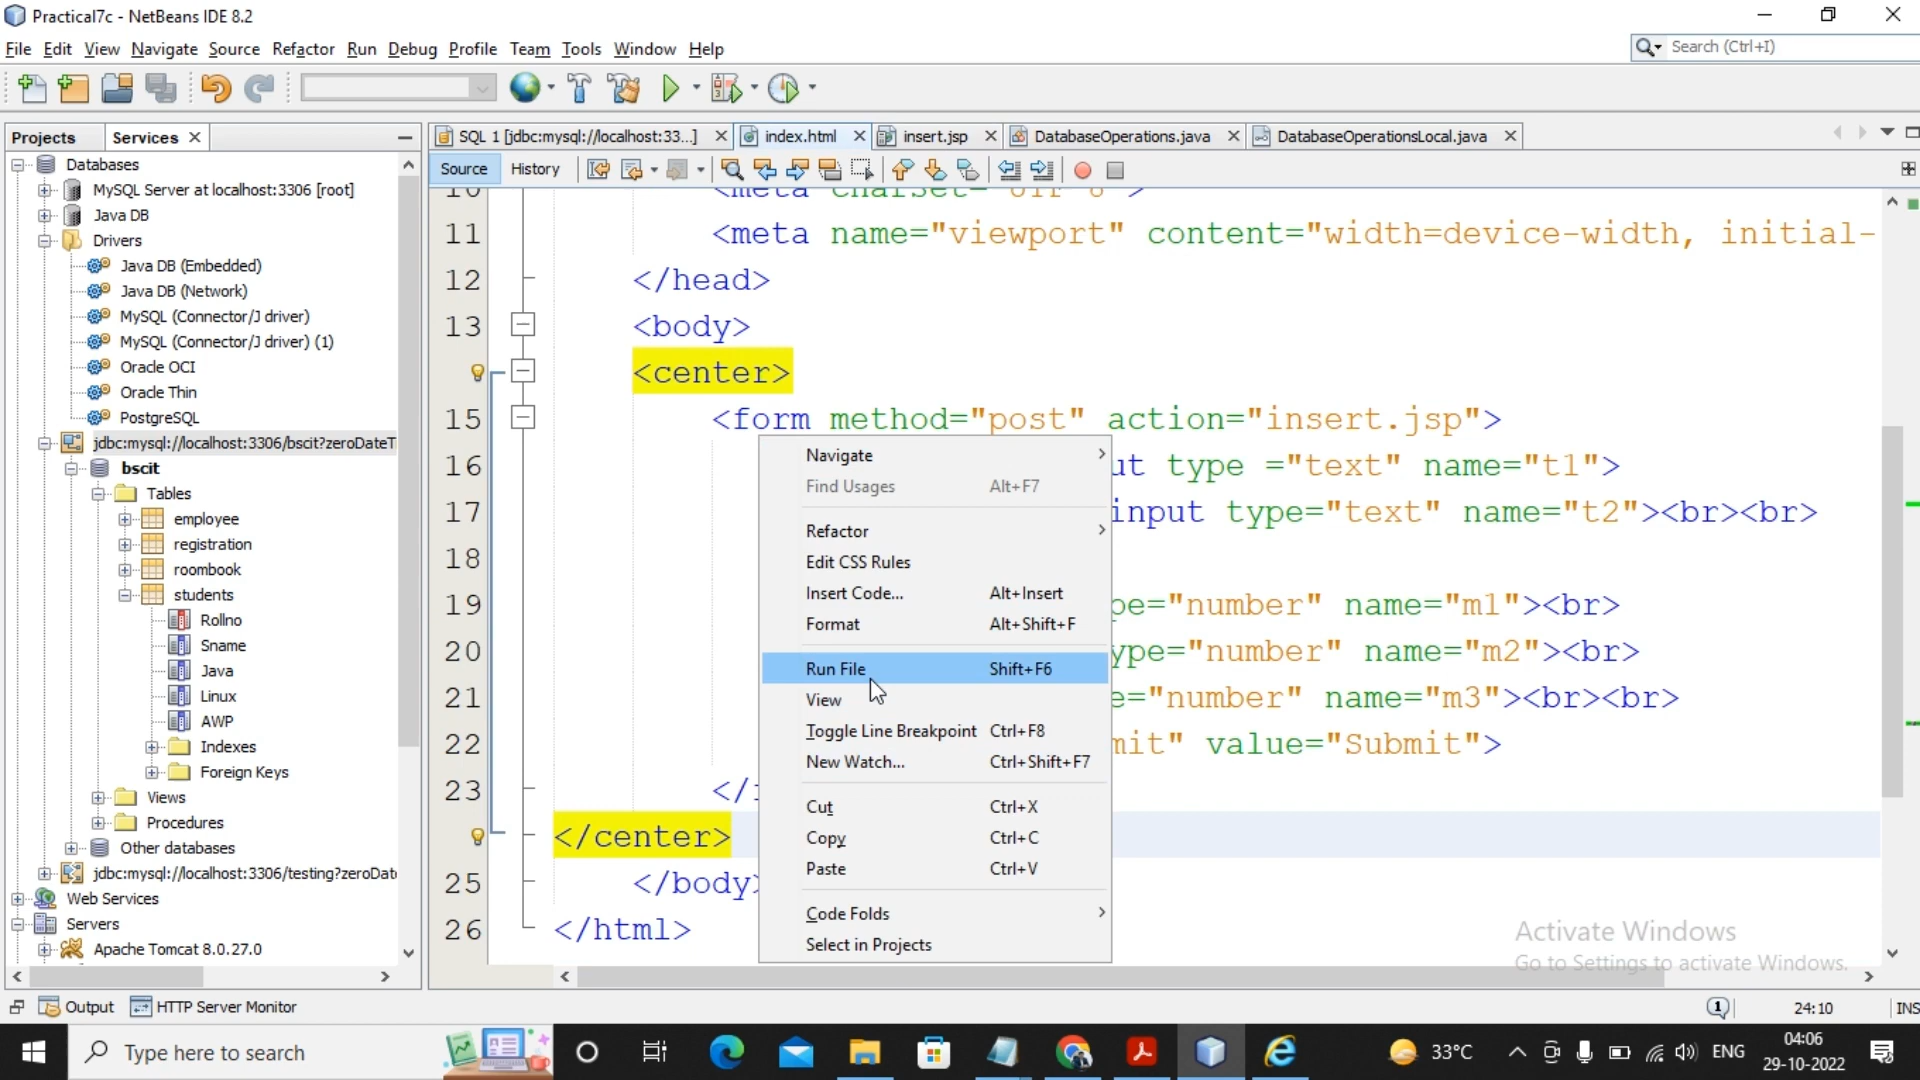 Practical7c - NetBeans IDE 8.2
File Edit View Navigate Source Refactor Run Debug Profile Team Tools Window Help
Search (Ctrl+I)
Projects Services
SQL 1 [jdbc:mysql://localhost:33...] index.html insert.jsp DatabaseOperations.java DatabaseOperationsLocal.java
Source History
Databases
MySQL Server at localhost:3306 [root]
Java DB
Drivers
Java DB (Embedded)
Java DB (Network)
MySQL (Connector/J driver)
MySQL (Connector/J driver) (1)
Oracle OCI
Oracle Thin
PostgreSQL
jdbc:mysql://localhost:3306/bscit?zeroDateT
bscit
Tables
employee
registration
roombook
students
Rollno
Sname
Java
Linux
AWP
Indexes
Foreign Keys
Views
Procedures
Other databases
jdbc:mysql://localhost:3306/testing?zeroDat
Web Services
Servers
Apache Tomcat 8.0.27.0
11 <meta name="viewport" content="width=device-width, initial-
12 </head>
13 <body>
<center>
15 <form method="post" action="insert.jsp">
16 ut type ="text" name="t1">
17 input type="text" name="t2"><br><br>
18
19 pe="number" name="m1"><br>
20 ype="number" name="m2"><br>
21 e="number" name="m3"><br><br>
22 mit" value="Submit">
23 </f
</center>
25 </body>
26 </html>
Navigate
Find Usages Alt+F7
Refactor
Edit CSS Rules
Insert Code... Alt+Insert
Format Alt+Shift+F
Run File Shift+F6
View
Toggle Line Breakpoint Ctrl+F8
New Watch... Ctrl+Shift+F7
Cut Ctrl+X
Copy Ctrl+C
Paste Ctrl+V
Code Folds
Select in Projects
Activate Windows
Go to Settings to activate Windows.
Output HTTP Server Monitor
1 24:10 INS
Type here to search
33°C
ENG
04:06
29-10-2022